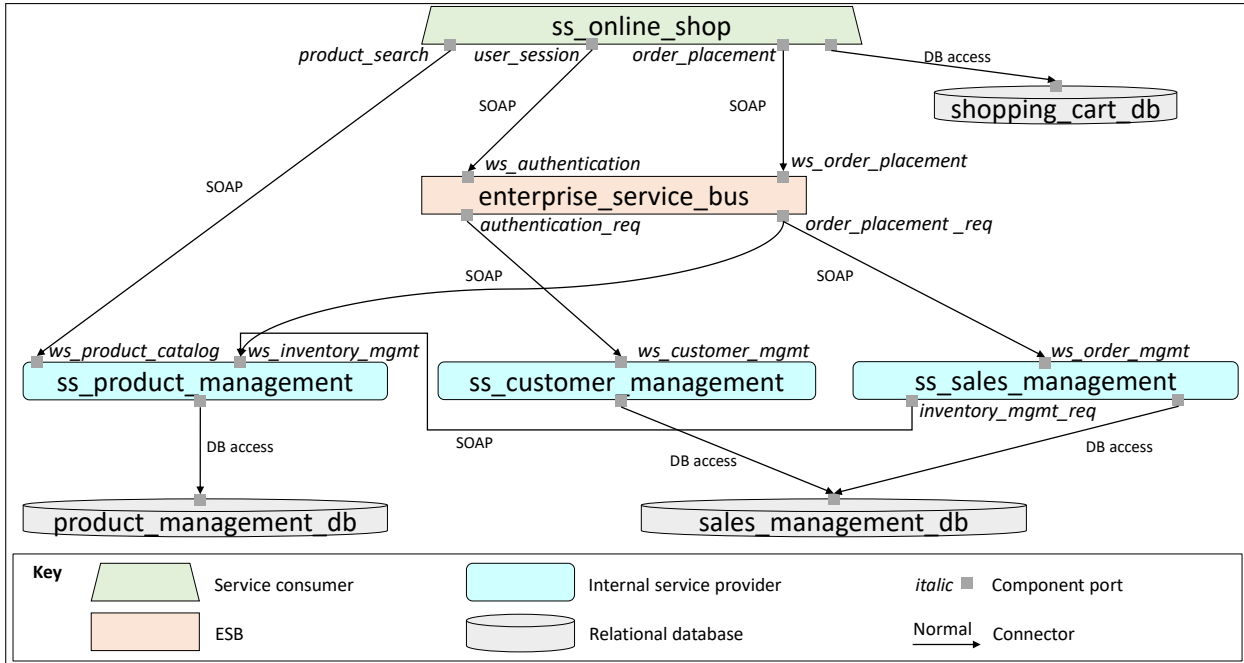 ss_online_shop
product_search
user_session
order_placement
DB access
shopping_cart_db
SOAP
SOAP
ws_authentication
ws_order_placement
SOAP
enterprise_service_bus
authentication_req
order_placement _req
SOAP
SOAP
ws_product_catalog
ws_inventory_mgmt
ws_customer_mgmt
ws_order_mgmt
ss_product_management
ss_customer_management
ss_sales_management
inventory_mgmt_req
SOAP
DB access
DB access
DB access
product_management_db
sales_management_db
Key
Service consumer
Internal service provider
italic
Component port
ESB
Relational database
Normal
Connector